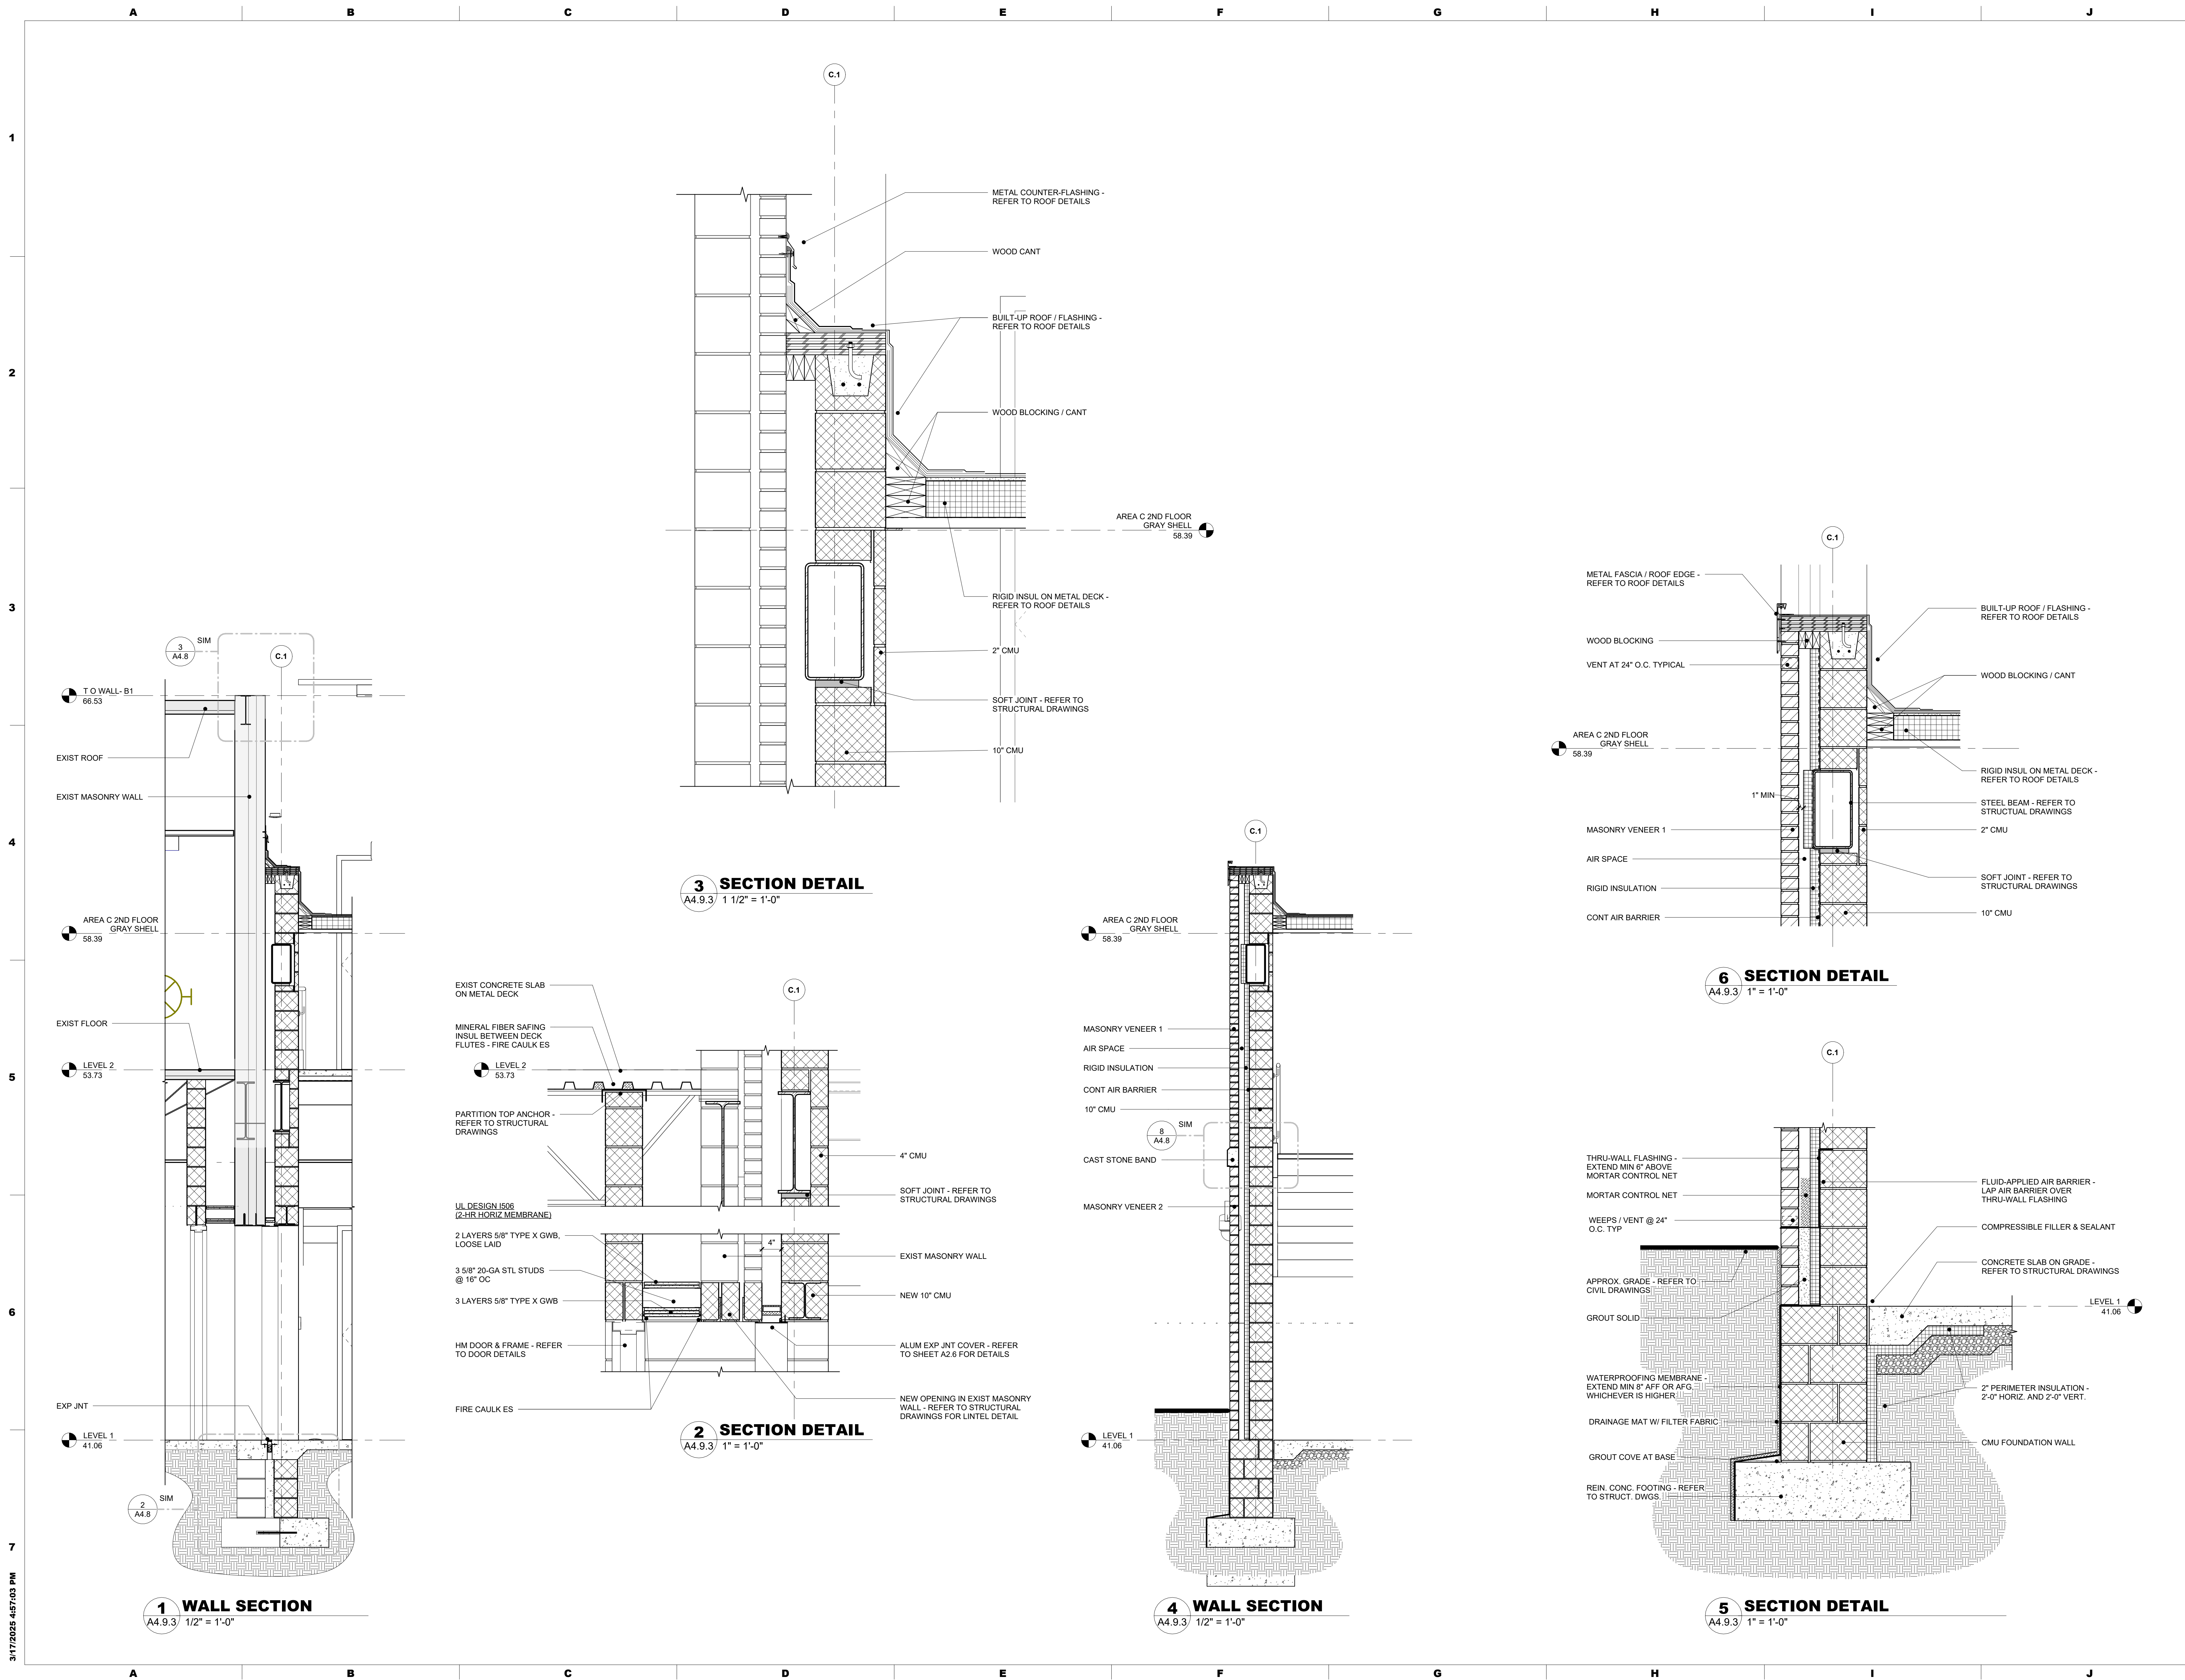 A B C D E F G H I J
1
2
3
4
5
6
7
3/17/2025 4:57:03 PM
3
A4.8
SIM
C.1
T O WALL- B1
66.53
EXIST ROOF
EXIST MASONRY WALL
AREA C 2ND FLOOR
GRAY SHELL
58.39
EXIST FLOOR
LEVEL 2
53.73
EXP JNT
LEVEL 1
41.06
2
A4.8
SIM
1 WALL SECTION
A4.9.3 1/2" = 1'-0"
C.1
METAL COUNTER-FLASHING -
REFER TO ROOF DETAILS
WOOD CANT
BUILT-UP ROOF / FLASHING -
REFER TO ROOF DETAILS
WOOD BLOCKING / CANT
AREA C 2ND FLOOR
GRAY SHELL
58.39
RIGID INSUL ON METAL DECK -
REFER TO ROOF DETAILS
2" CMU
SOFT JOINT - REFER TO
STRUCTURAL DRAWINGS
10" CMU
3 SECTION DETAIL
A4.9.3 1 1/2" = 1'-0"
C.1
EXIST CONCRETE SLAB
ON METAL DECK
MINERAL FIBER SAFING
INSUL BETWEEN DECK
FLUTES - FIRE CAULK ES
LEVEL 2
53.73
PARTITION TOP ANCHOR -
REFER TO STRUCTURAL
DRAWINGS
4" CMU
SOFT JOINT - REFER TO
STRUCTURAL DRAWINGS
UL DESIGN I506
(2-HR HORIZ MEMBRANE)
2 LAYERS 5/8" TYPE X GWB,
LOOSE LAID
4"
EXIST MASONRY WALL
3 5/8" 20-GA STL STUDS
@ 16" OC
3 LAYERS 5/8" TYPE X GWB
NEW 10" CMU
HM DOOR & FRAME - REFER
TO DOOR DETAILS
ALUM EXP JNT COVER - REFER
TO SHEET A2.6 FOR DETAILS
FIRE CAULK ES
NEW OPENING IN EXIST MASONRY
WALL - REFER TO STRUCTURAL
DRAWINGS FOR LINTEL DETAIL
2 SECTION DETAIL
A4.9.3 1" = 1'-0"
C.1
AREA C 2ND FLOOR
GRAY SHELL
58.39
MASONRY VENEER 1
AIR SPACE
RIGID INSULATION
CONT AIR BARRIER
10" CMU
8
A4.8
SIM
CAST STONE BAND
MASONRY VENEER 2
LEVEL 1
41.06
4 WALL SECTION
A4.9.3 1/2" = 1'-0"
C.1
METAL FASCIA / ROOF EDGE -
REFER TO ROOF DETAILS
BUILT-UP ROOF / FLASHING -
REFER TO ROOF DETAILS
WOOD BLOCKING
VENT AT 24" O.C. TYPICAL
WOOD BLOCKING / CANT
AREA C 2ND FLOOR
GRAY SHELL
58.39
RIGID INSUL ON METAL DECK -
REFER TO ROOF DETAILS
1" MIN
STEEL BEAM - REFER TO
STRUCTUAL DRAWINGS
MASONRY VENEER 1
2" CMU
AIR SPACE
SOFT JOINT - REFER TO
STRUCTURAL DRAWINGS
RIGID INSULATION
CONT AIR BARRIER
10" CMU
6 SECTION DETAIL
A4.9.3 1" = 1'-0"
C.1
THRU-WALL FLASHING -
EXTEND MIN 6" ABOVE
MORTAR CONTROL NET
FLUID-APPLIED AIR BARRIER -
LAP AIR BARRIER OVER
THRU-WALL FLASHING
MORTAR CONTROL NET
WEEPS / VENT @ 24"
O.C. TYP
COMPRESSIBLE FILLER & SEALANT
CONCRETE SLAB ON GRADE -
REFER TO STRUCTURAL DRAWINGS
APPROX. GRADE - REFER TO
CIVIL DRAWINGS
LEVEL 1
41.06
GROUT SOLID
WATERPROOFING MEMBRANE -
EXTEND MIN 8" AFF OR AFG,
WHICHEVER IS HIGHER
2" PERIMETER INSULATION -
2'-0" HORIZ. AND 2'-0" VERT.
DRAINAGE MAT W/ FILTER FABRIC
CMU FOUNDATION WALL
GROUT COVE AT BASE
REIN. CONC. FOOTING - REFER
TO STRUCT. DWGS.
5 SECTION DETAIL
A4.9.3 1" = 1'-0"
A B C D E F G H I J